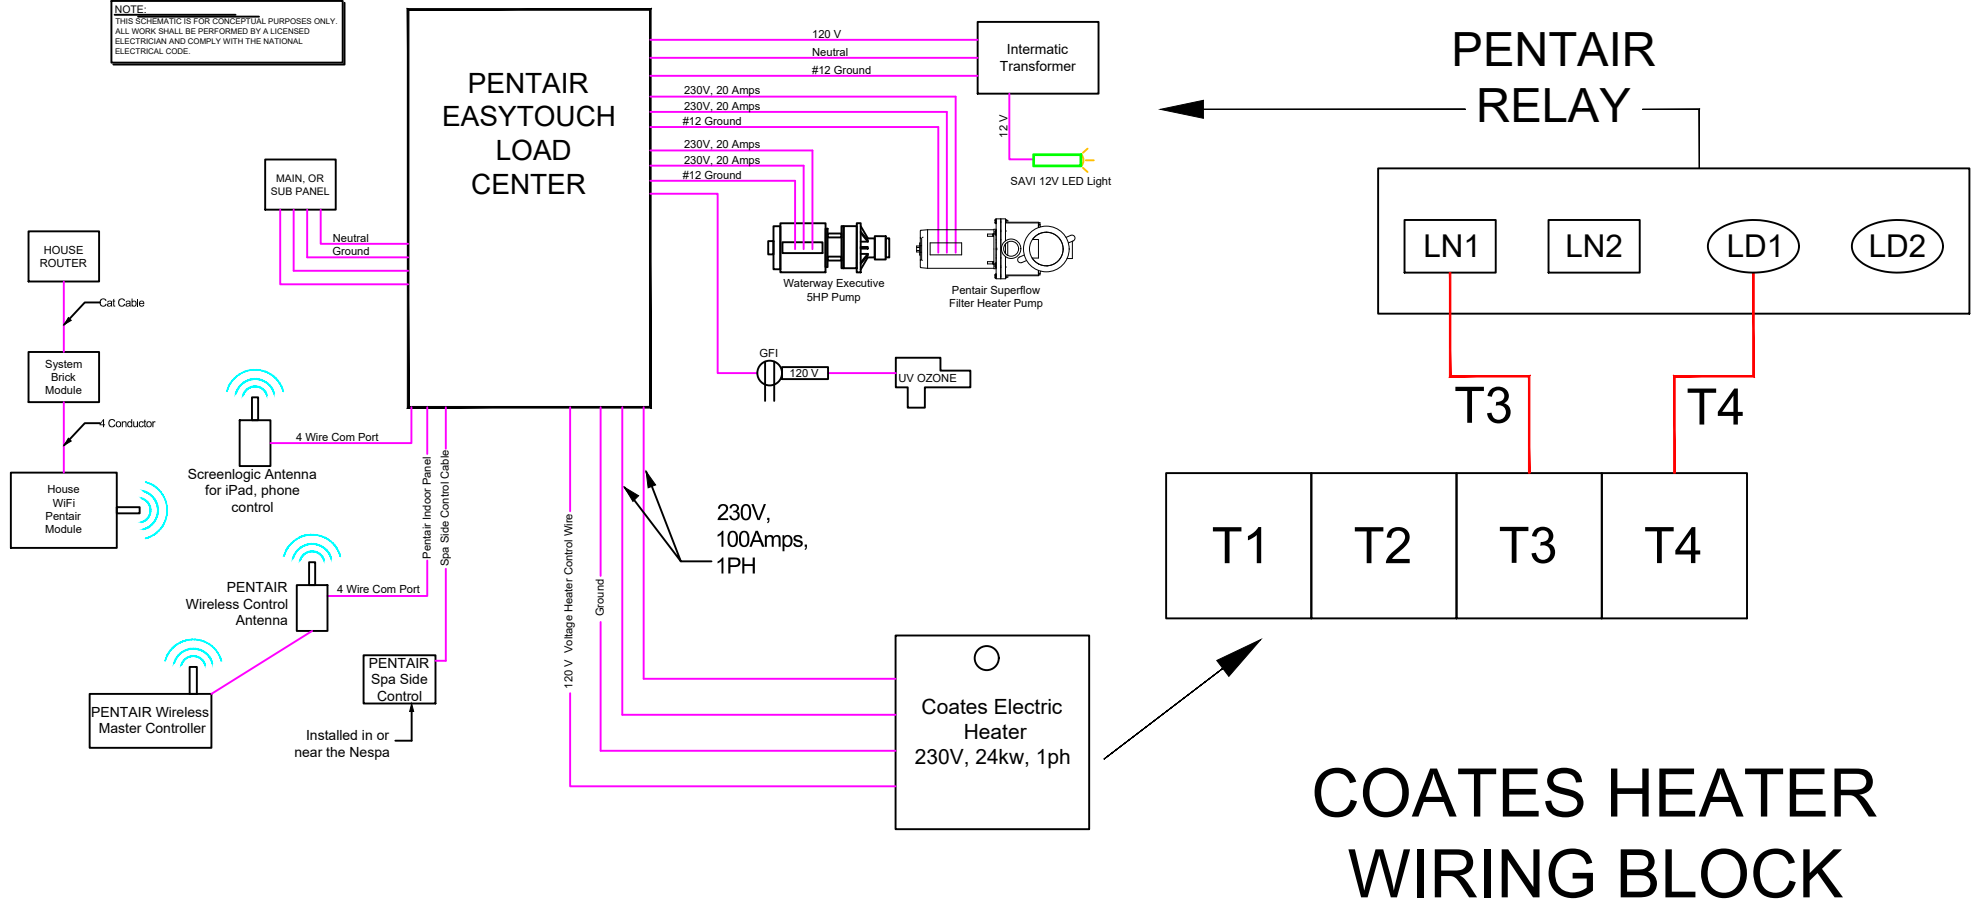 NOTE:
THIS SCHEMATIC IS FOR CONCEPTUAL PURPOSES ONLY.
ALL WORK SHALL BE PERFORMED BY A LICENSED
ELECTRICIAN AND COMPLY WITH THE NATIONAL
ELECTRICAL CODE.
PENTAIR
EASYTOUCH
LOAD
CENTER
120 V
Neutral
#12 Ground
230V, 20 Amps
230V, 20 Amps
#12 Ground
230V, 20 Amps
230V, 20 Amps
#12 Ground
Intermatic
Transformer
12 V
SAVI 12V LED Light
MAIN, OR
SUB PANEL
Neutral
Ground
HOUSE
ROUTER
Cat Cable
System
Brick
Module
4 Conductor
House
WiFi
Pentair
Module
Waterway Executive
5HP Pump
Pentair Superflow
Filter Heater Pump
GFI
120 V
UV OZONE
4 Wire Com Port
Screenlogic Antenna
for iPad, phone
control
Pentair Indoor Panel
Spa Side Control Cable
PENTAIR
Wireless Control
Antenna
4 Wire Com Port
PENTAIR Wireless
Master Controller
PENTAIR
Spa Side
Control
Installed in or
near the Nespa
120 V  Voltage Heater Control Wire
Ground
230V,
100Amps,
1PH
Coates Electric
Heater
230V, 24kw, 1ph
PENTAIR
RELAY
LN1
LN2
LD1
LD2
T3
T4
T1
T2
T3
T4
COATES HEATER
WIRING BLOCK